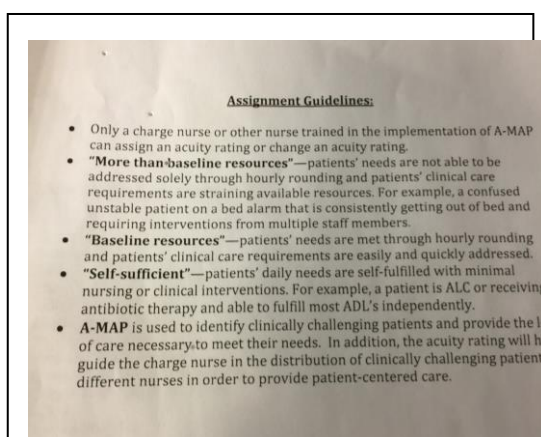 Assignment Guidelines:
• Only a charge nurse or other nurse trained in the implementation of A-MAP
can assign an acuity rating or change an acuity rating.
• "More than baseline resources"—patients' needs are not able to be
addressed solely through hourly rounding and patients' clinical care
requirements are straining available resources. For example, a confused
unstable patient on a bed alarm that is consistently getting out of bed and
requiring interventions from multiple staff members.
• "Baseline resources"—patients' needs are met through hourly rounding
and patients' clinical care requirements are easily and quickly addressed.
• "Self-sufficient"—patients' daily needs are self-fulfilled with minimal
nursing or clinical interventions. For example, a patient is ALC or receiving
antibiotic therapy and able to fulfill most ADL's independently.
• A-MAP is used to identify clinically challenging patients and provide the
of care necessary to meet their needs. In addition, the acuity rating will
guide the charge nurse in the distribution of clinically challenging patient
different nurses in order to provide patient-centered care.